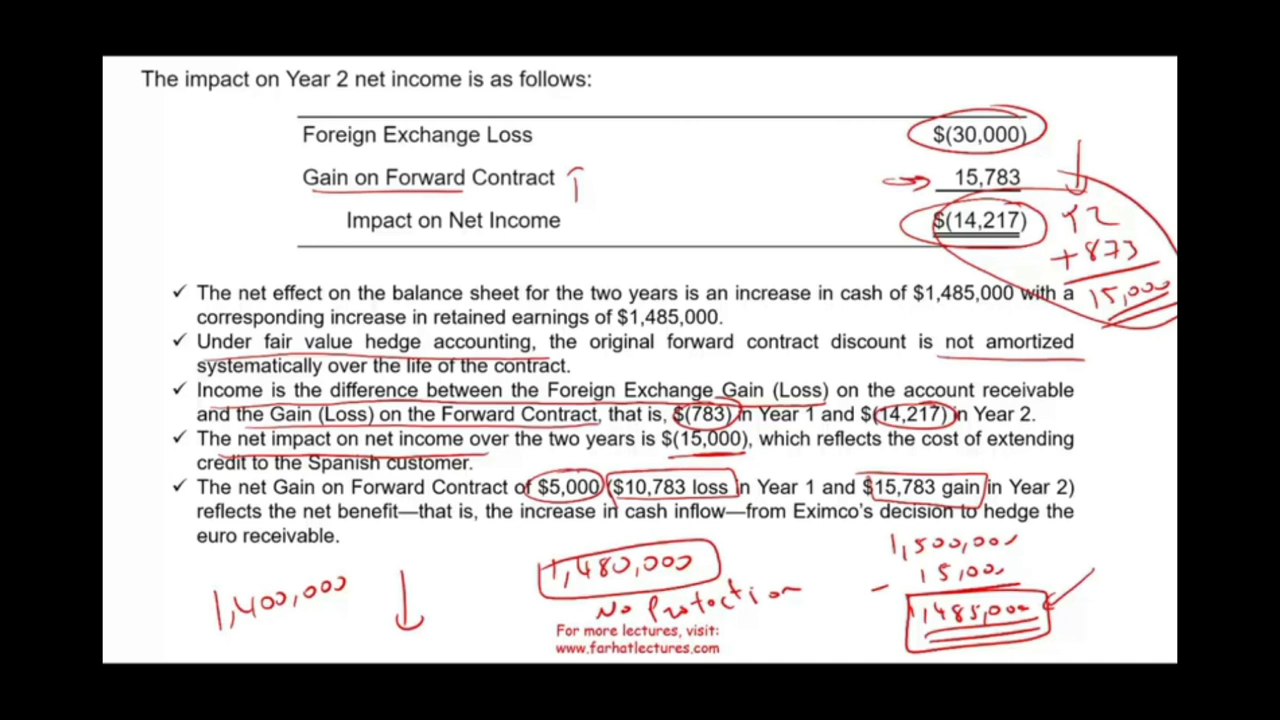 The impact on Year 2 net income is as follows:
Foreign Exchange Loss $(30,000)
Gain on Forward Contract 15,783
Impact on Net Income $(14,217)
Y2
+873
15,000
✓ The net effect on the balance sheet for the two years is an increase in cash of $1,485,000 with a
corresponding increase in retained earnings of $1,485,000.
✓ Under fair value hedge accounting, the original forward contract discount is not amortized
systematically over the life of the contract.
✓ Income is the difference between the Foreign Exchange Gain (Loss) on the account receivable
and the Gain (Loss) on the Forward Contract, that is, $(783) in Year 1 and $(14,217) in Year 2.
✓ The net impact on net income over the two years is $(15,000), which reflects the cost of extending
credit to the Spanish customer.
✓ The net Gain on Forward Contract of $5,000 ($10,783 loss in Year 1 and $15,783 gain in Year 2)
reflects the net benefit—that is, the increase in cash inflow—from Eximco's decision to hedge the
euro receivable.
1,400,000
1,480,000
No Protection
1,500,000
- 15,000
1,485,000
For more lectures, visit:
www.farhatlectures.com